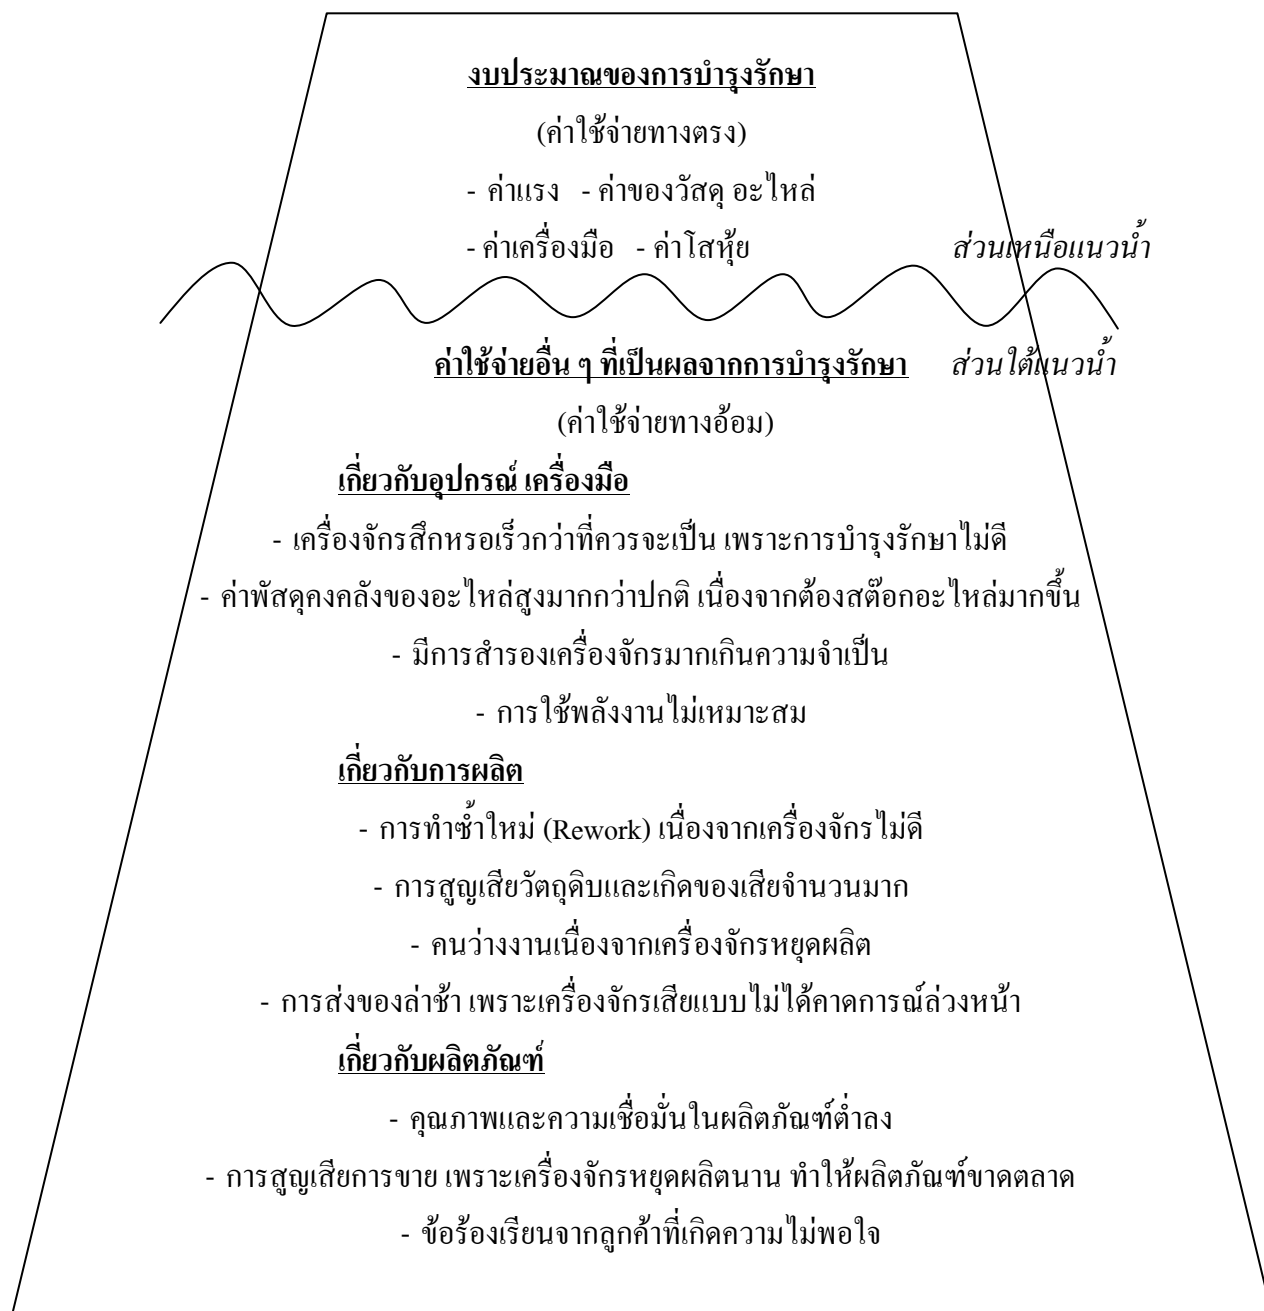 งบประมาณของการบำรุงรักษา
(ค่าใช้จ่ายทางตรง)
- ค่าแรง - ค่าของวัสดุ อะไหล่
- ค่าเครื่องมือ - ค่าโสหุ้ย ส่วนเหนือแนวน้ำ
ค่าใช้จ่ายอื่น ๆ ที่เป็นผลจากการบำรุงรักษา ส่วนใต้แนวน้ำ
(ค่าใช้จ่ายทางอ้อม)
เกี่ยวกับอุปกรณ์ เครื่องมือ
- เครื่องจักรสึกหรอเร็วกว่าที่ควรจะเป็น เพราะการบำรุงรักษาไม่ดี
- ค่าพัสดุคงคลังของอะไหล่สูงมากกว่าปกติ เนื่องจากต้องสต๊อกอะไหล่มากขึ้น
- มีการสำรองเครื่องจักรมากเกินความจำเป็น
- การใช้พลังงานไม่เหมาะสม
เกี่ยวกับการผลิต
- การทำซ้ำใหม่ (Rework) เนื่องจากเครื่องจักรไม่ดี
- การสูญเสียวัตถุดิบและเกิดของเสียจำนวนมาก
- คนว่างงานเนื่องจากเครื่องจักรหยุดผลิต
- การส่งของล่าช้า เพราะเครื่องจักรเสียแบบไม่ได้คาดการณ์ล่วงหน้า
เกี่ยวกับผลิตภัณฑ์
- คุณภาพและความเชื่อมั่นในผลิตภัณฑ์ต่ำลง
- การสูญเสียการขาย เพราะเครื่องจักรหยุดผลิตนาน ทำให้ผลิตภัณฑ์ขาดตลาด
- ข้อร้องเรียนจากลูกค้าที่เกิดความไม่พอใจ